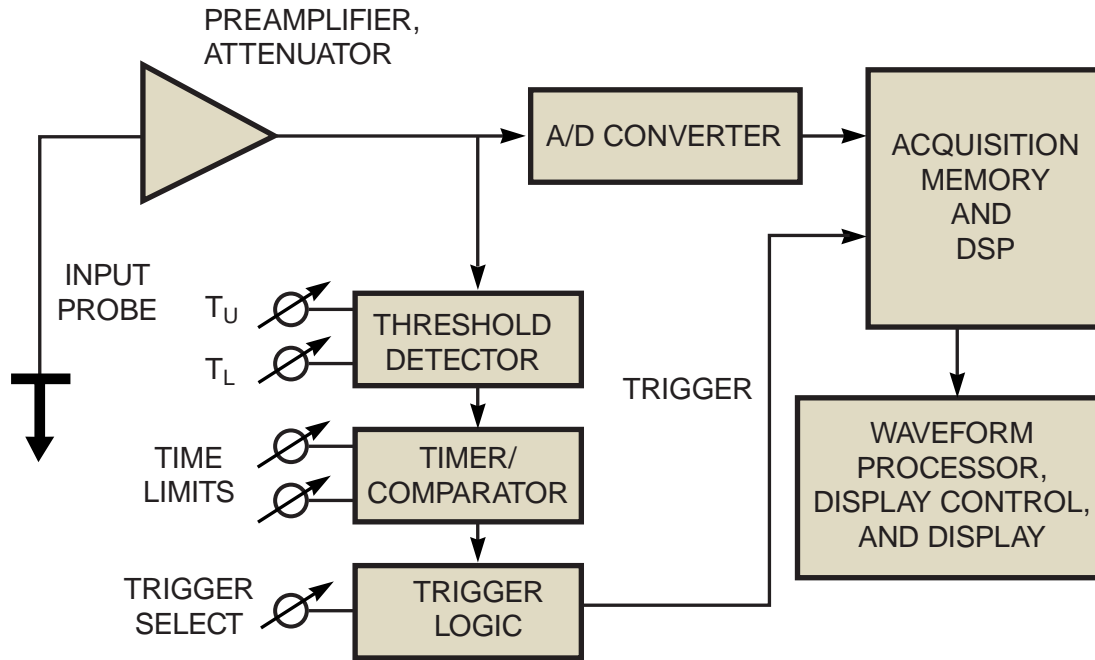 PREAMPLIFIER,
ATTENUATOR
A/D CONVERTER
ACQUISITION
MEMORY
AND
DSP
INPUT
PROBE
TU
TL
THRESHOLD
DETECTOR
TRIGGER
TIME
LIMITS
TIMER/
COMPARATOR
WAVEFORM
PROCESSOR,
DISPLAY CONTROL,
AND DISPLAY
TRIGGER
SELECT
TRIGGER
LOGIC